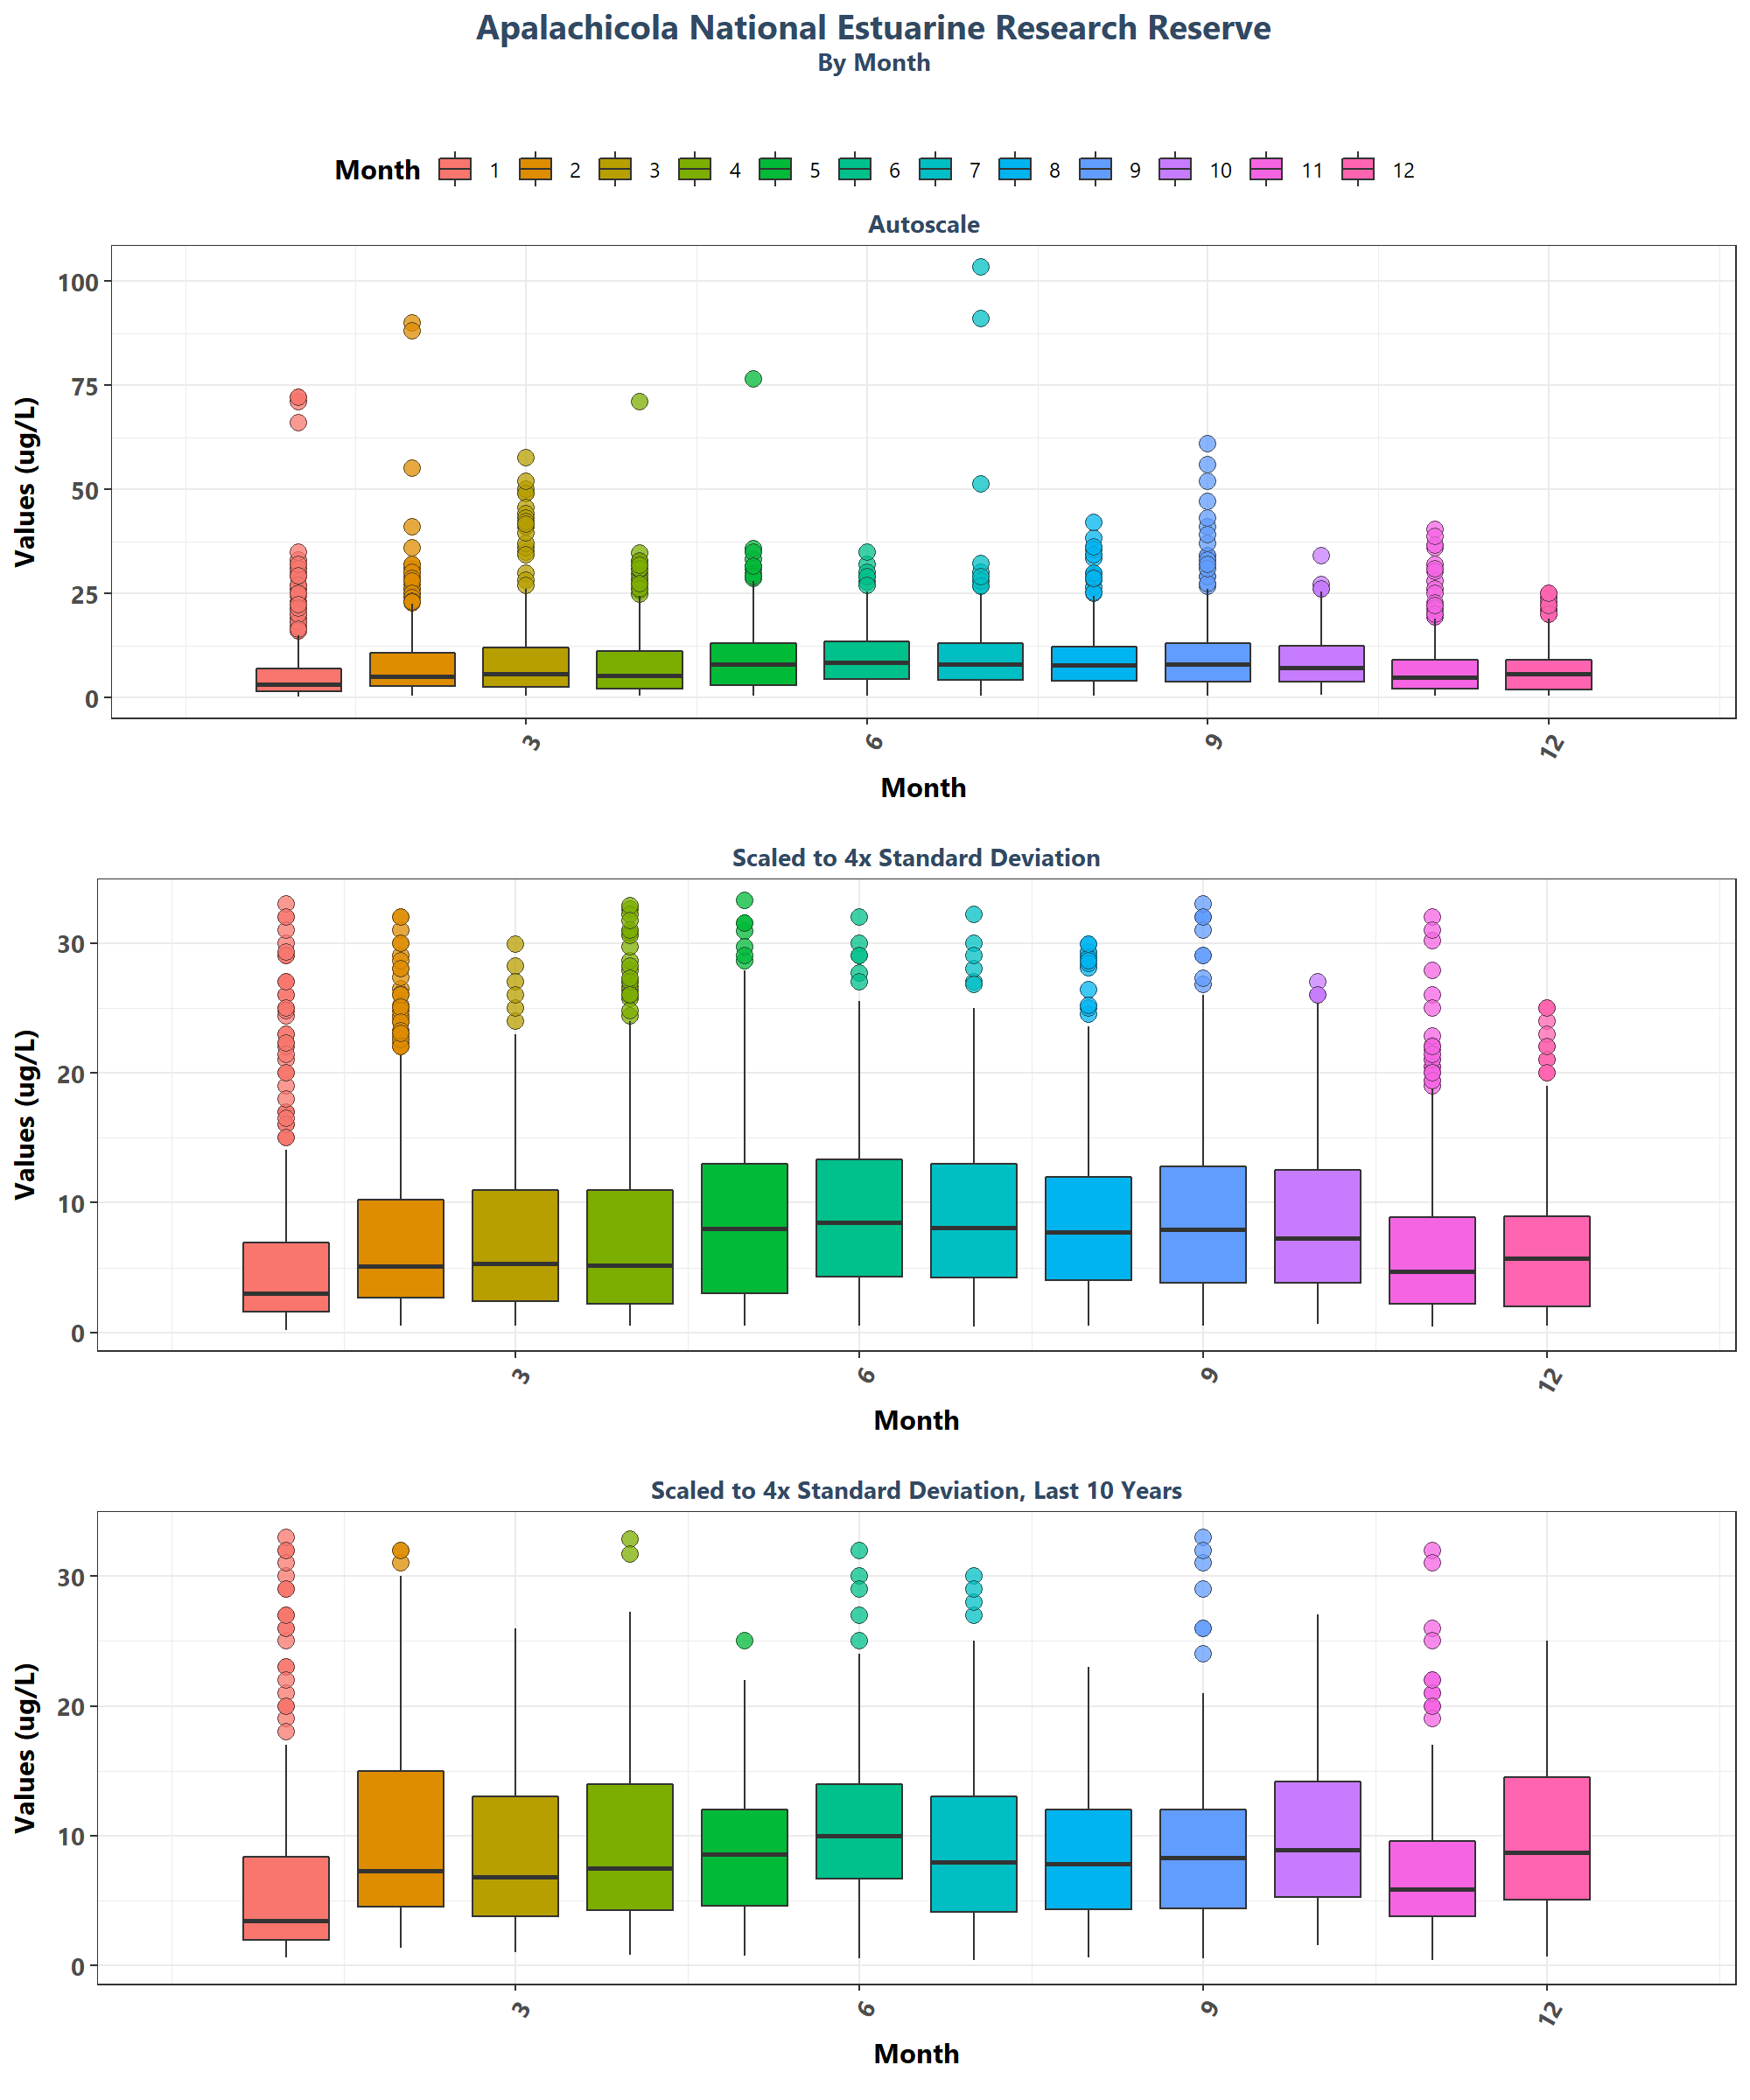 Apalachicola National Estuarine Research Reserve
By Month
Month 1 2 3 4 5 6 7 8 9 10 11 12
Autoscale
Values (ug/L)
100
75
50
25
0
3 6 9 12
Month
Scaled to 4x Standard Deviation
Values (ug/L)
30
20
10
0
3 6 9 12
Month
Scaled to 4x Standard Deviation, Last 10 Years
Values (ug/L)
30
20
10
0
3 6 9 12
Month